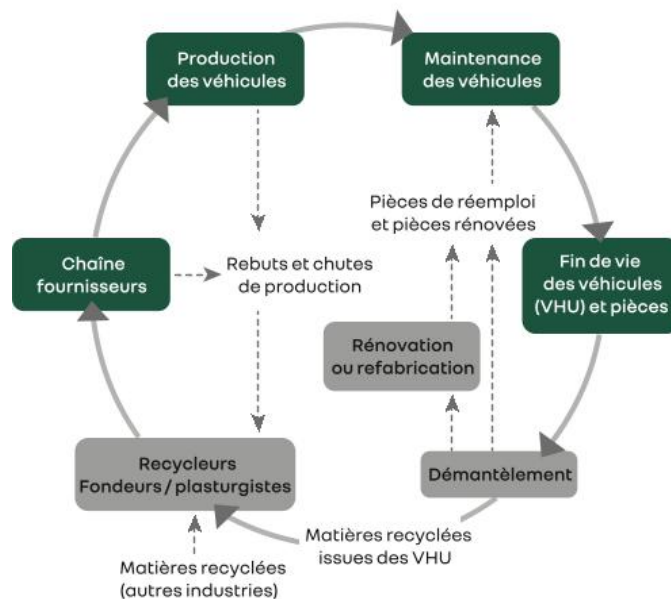 Production
des véhicules
Maintenance
des véhicules
Pièces de réemploi
et pièces rénovées
Chaîne
fournisseurs
Rebuts et chutes
de production
Fin de vie
des véhicules
(VHU) et pièces
Rénovation
ou refabrication
Recycleurs
Fondeurs / plasturgistes
Démantèlement
Matières recyclées
issues des VHU
Matières recyclées
(autres industries)